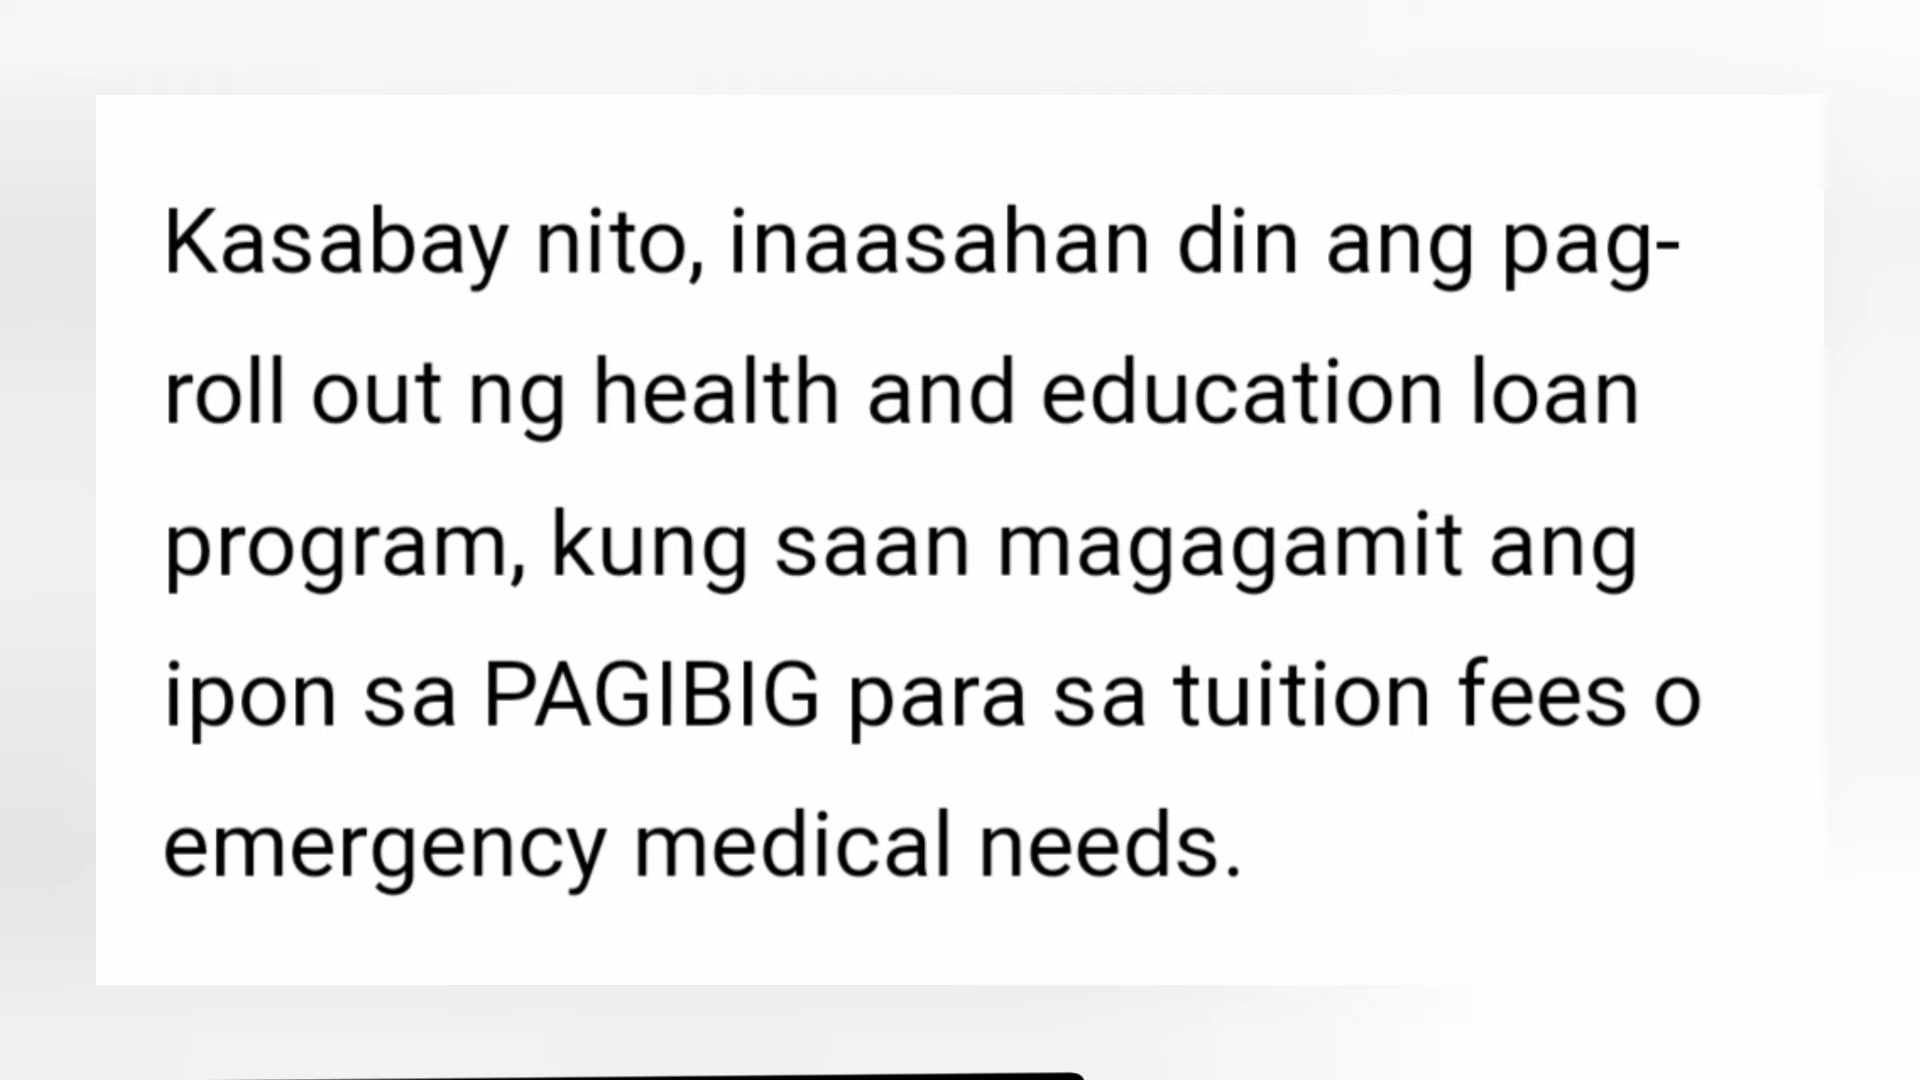 Kasabay nito, inaasahan din ang pag-
roll out ng health and education loan
program, kung saan magagamit ang
ipon sa PAGIBIG para sa tuition fees o
emergency medical needs.